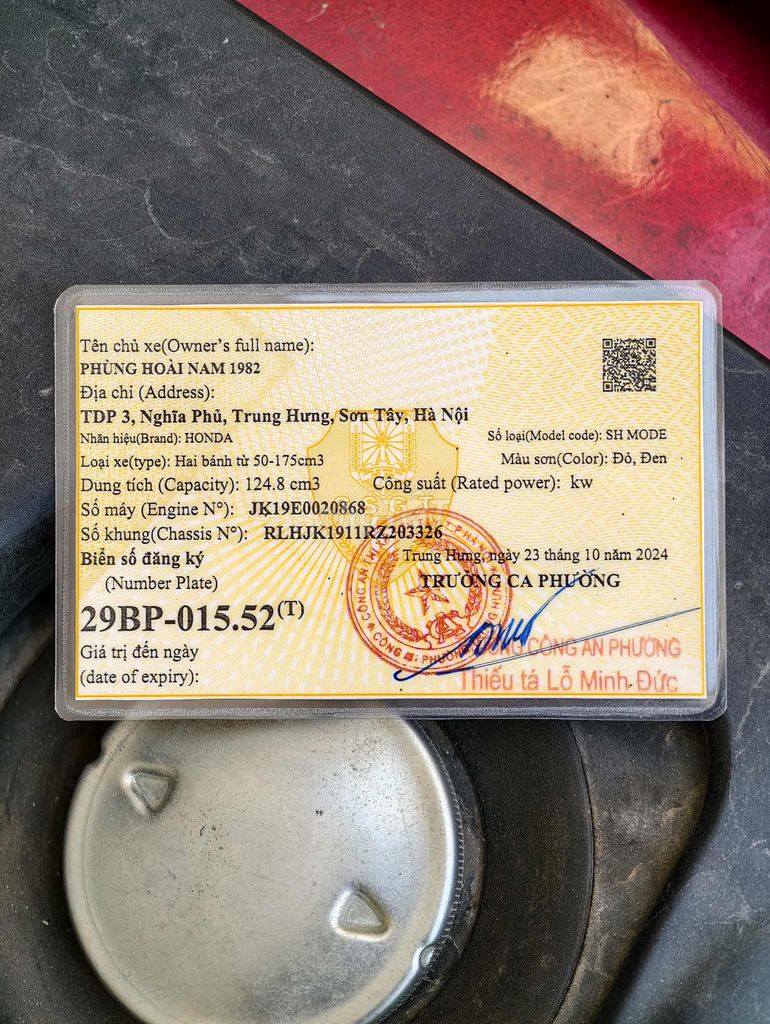 Tên chủ xe(Owner's full name):
PHÙNG HOÀI NAM 1982
Địa chỉ (Address):
TDP 3, Nghĩa Phủ, Trung Hưng, Sơn Tây, Hà Nội
Nhãn hiệu(Brand): HONDA Số loại(Model code): SH MODE
Loại xe(type): Hai bánh từ 50-175cm3 Màu sơn(Color): Đỏ, Đen
Dung tích (Capacity): 124.8 cm3 Công suất (Rated power): kw
Số máy (Engine N°): JK19E0020868
Số khung(Chassis N°): RLHJK1911RZ203326
Biển số đăng ký Trung Hưng, ngày 23 tháng 10 năm 2024
(Number Plate) TRƯỞNG CA PHƯỜNG
29BP-015.52(T)
Giá trị đến ngày CÔNG AN PHƯỜNG
(date of expiry): Thiếu tá Lỗ Minh Đức